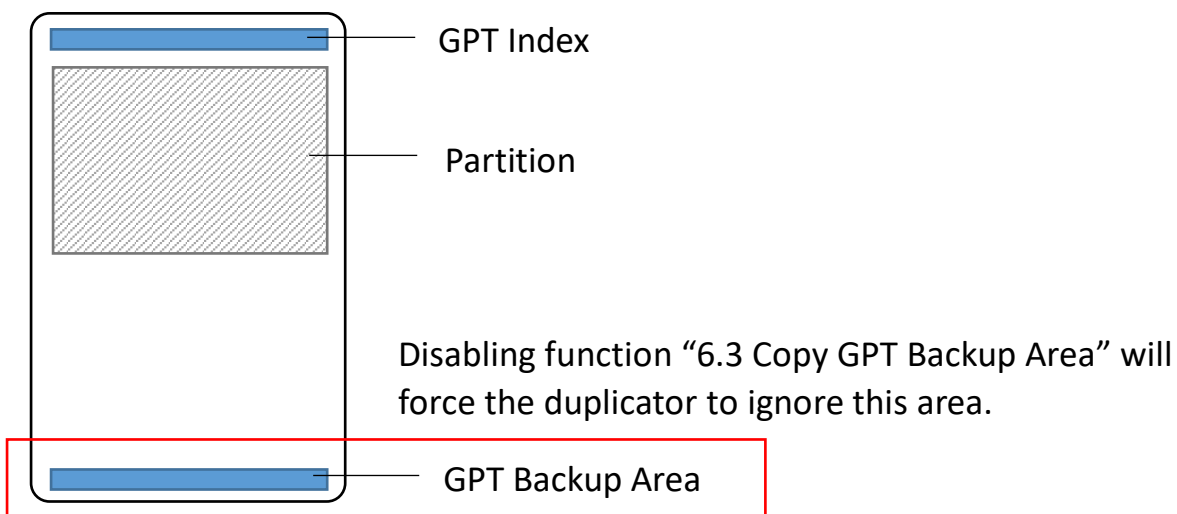 GPT Index
Partition
Disabling function “6.3 Copy GPT Backup Area” will
force the duplicator to ignore this area.
GPT Backup Area